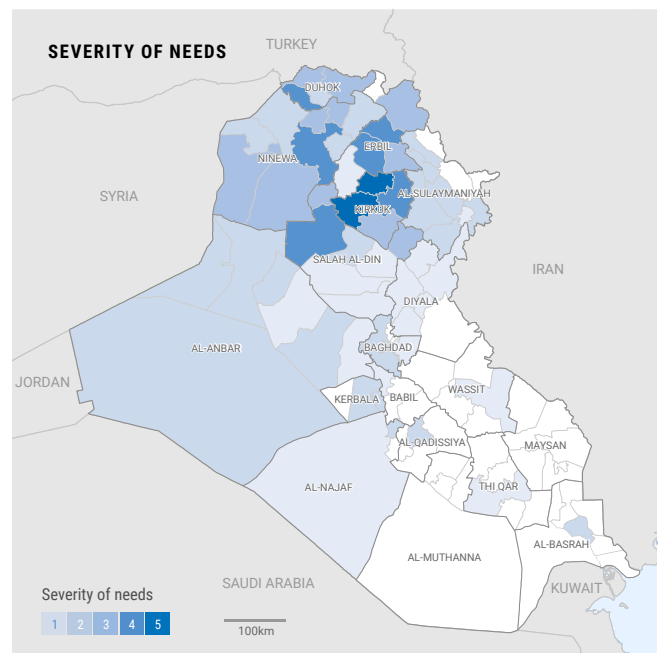 SEVERITY OF NEEDS
TURKEY
DUHOK
ERBIL
NINEWA
SYRIA
AL-SULAYMANIYAH
KIRKUK
SALAH AL-DIN
IRAN
DIYALA
AL-ANBAR
BAGHDAD
JORDAN
KERBALA
BABIL
WASSIT
AL-QADISSIYA
MAYSAN
AL-NAJAF
THI QAR
AL-BASRAH
AL-MUTHANNA
SAUDI ARABIA
KUWAIT
Severity of needs
1 2 3 4 5
100km